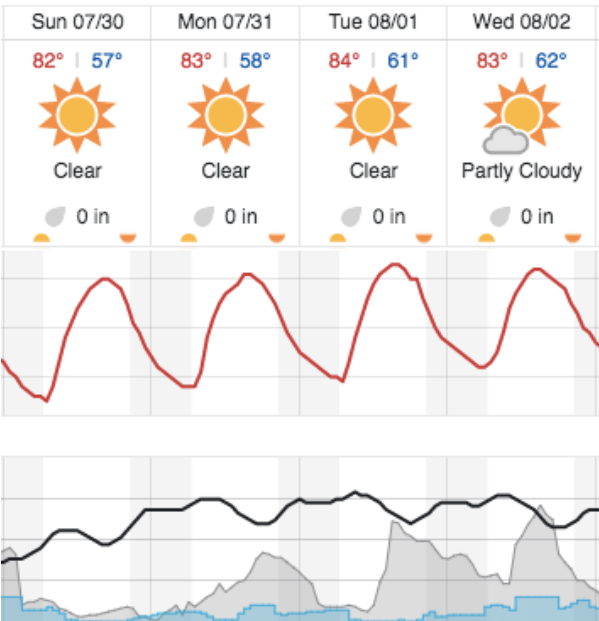 Sun 07/30 Mon 07/31 Tue 08/01 Wed 08/02
82° | 57° 83° | 58° 84° | 61° 83° | 62°
Clear Clear Clear Partly Cloudy
0 in 0 in 0 in 0 in